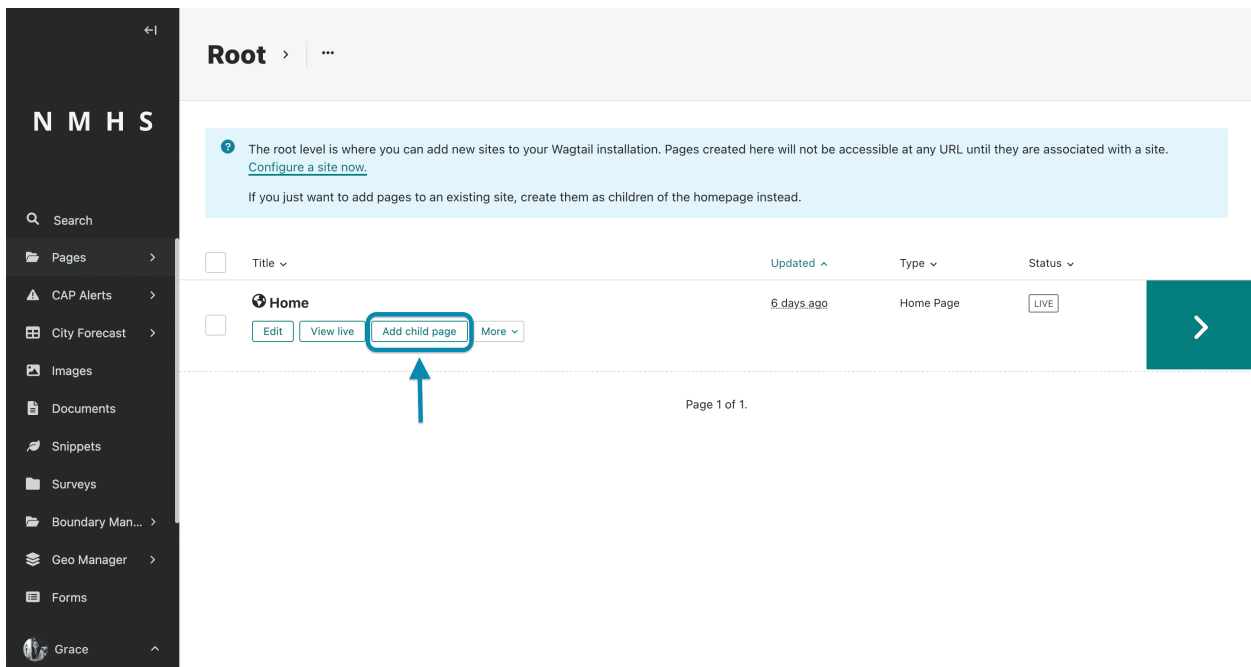 Root
NMHS
Search
Pages
CAP Alerts
City Forecast
Images
Documents
Snippets
Surveys
Boundary Man...
Geo Manager
Forms
Grace
The root level is where you can add new sites to your Wagtail installation. Pages created here will not be accessible at any URL until they are associated with a site.
Configure a site now.
If you just want to add pages to an existing site, create them as children of the homepage instead.
Title Updated Type Status
Home 6 days ago Home Page LIVE
Edit View live Add child page More
Page 1 of 1.